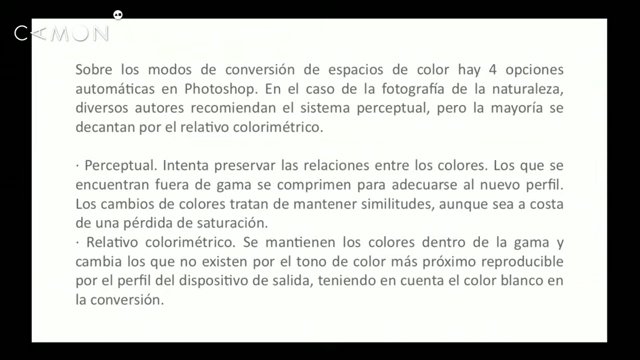 CAMON
Sobre los modos de conversión de espacios de color hay 4 opciones
automáticas en Photoshop. En el caso de la fotografía de la naturaleza,
diversos autores recomiendan el sistema perceptual, pero la mayoría se
decantan por el relativo colorimétrico.
· Perceptual. Intenta preservar las relaciones entre los colores. Los que se
encuentran fuera de gama se comprimen para adecuarse al nuevo perfil.
Los cambios de colores tratan de mantener similitudes, aunque sea a costa
de una pérdida de saturación.
· Relativo colorimétrico. Se mantienen los colores dentro de la gama y
cambia los que no existen por el tono de color más próximo reproducible
por el perfil del dispositivo de salida, teniendo en cuenta el color blanco en
la conversión.